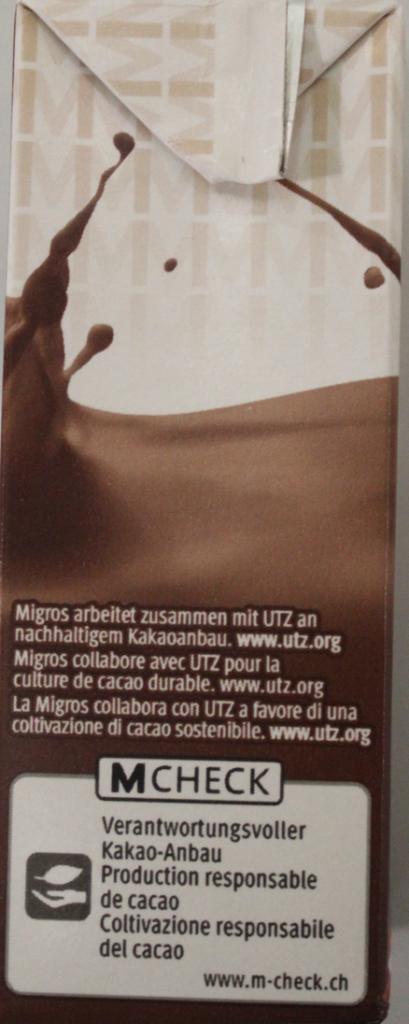 Migros arbeitet zusammen mit UTZ an
nachhaltigem Kakaoanbau. www.utz.org
Migros collabore avec UTZ pour la
culture de cacao durable. www.utz.org
La Migros collabora con UTZ a favore di una
coltivazione di cacao sostenibile. www.utz.org
MCHECK
Verantwortungsvoller
Kakao-Anbau
Production responsable
de cacao
Coltivazione responsabile
del cacao
www.m-check.ch